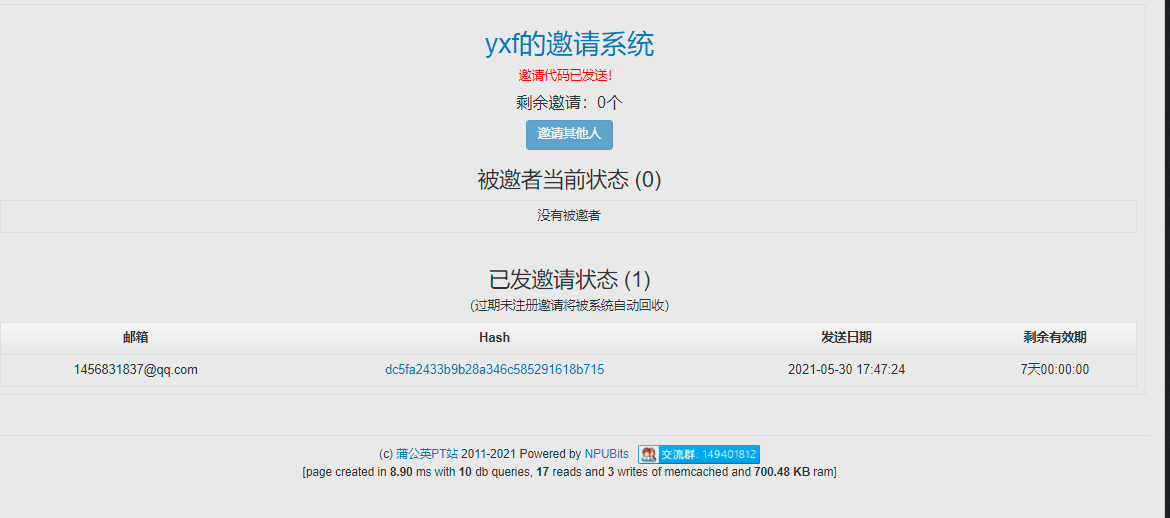 yxf的邀请系统
邀请代码已发送!
剩余邀请：0个
邀请其他人
被邀者当前状态 (0)
没有被邀者
已发邀请状态 (1)
(过期未注册邀请将被系统自动回收)
邮箱 Hash 发送日期 剩余有效期
1456831837@qq.com dc5fa2433b9b28a346c585291618b715 2021-05-30 17:47:24 7天00:00:00
(c) 蒲公英PT站 2011-2021 Powered by NPUBits 交流群: 149401812
[page created in 8.90 ms with 10 db queries, 17 reads and 3 writes of memcached and 700.48 KB ram]